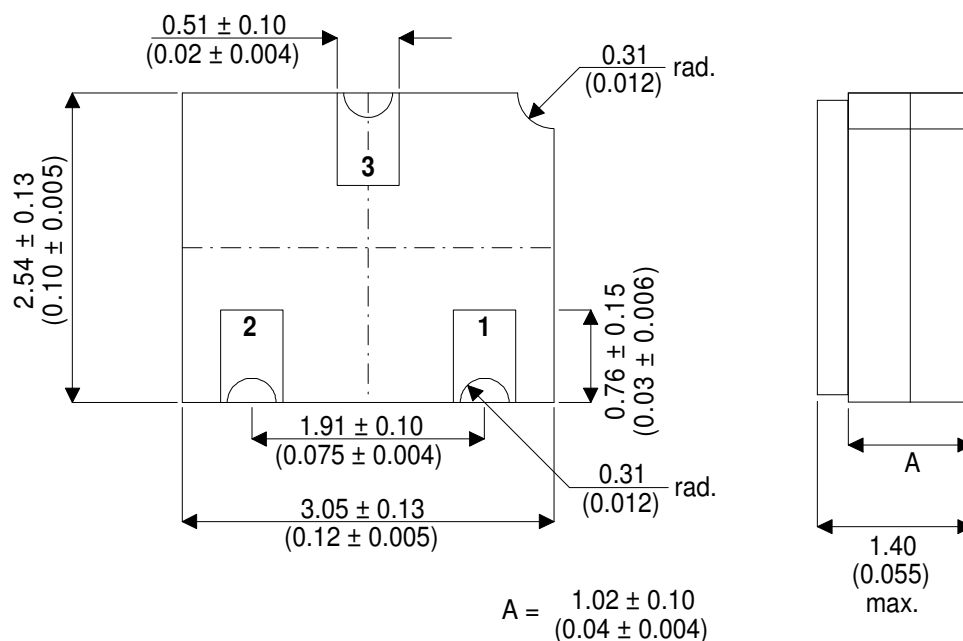 0.51 ± 0.10
(0.02 ± 0.004)
0.31
(0.012)
rad.
3
2.54 ± 0.13
(0.10 ± 0.005)
2
1
0.76 ± 0.15
(0.03 ± 0.006)
1.91 ± 0.10
(0.075 ± 0.004)
A
0.31
(0.012)
rad.
3.05 ± 0.13
(0.12 ± 0.005)
1.40
(0.055)
max.
A = 1.02 ± 0.10
(0.04 ± 0.004)